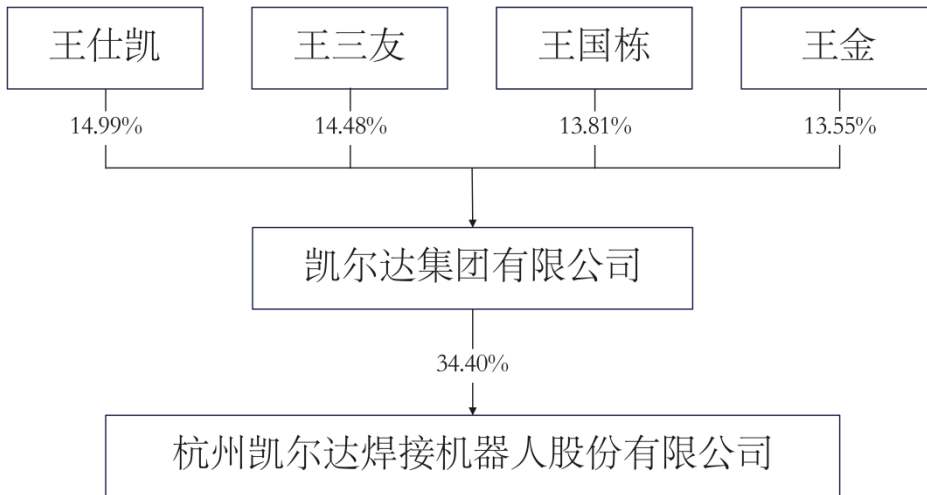 王仕凯
王三友
王国栋
王金
14.99%
14.48%
13.81%
13.55%
凯尔达集团有限公司
34.40%
杭州凯尔达焊接机器人股份有限公司